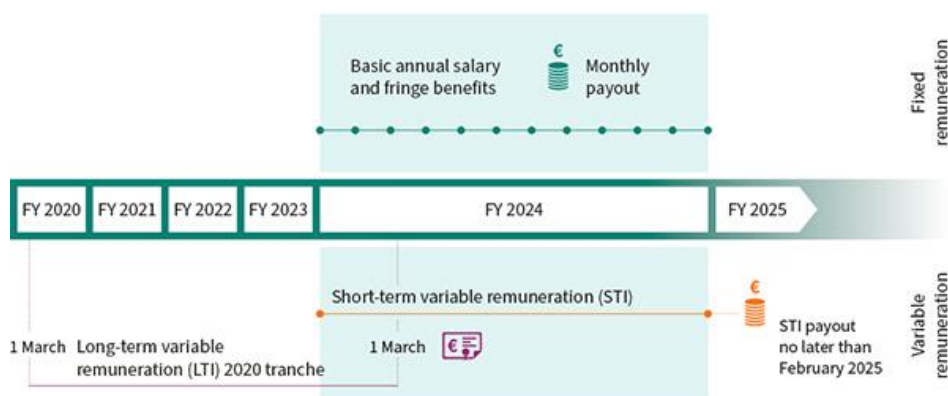 €
Basic annual salary
and fringe benefits
Monthly
payout
Fixed
remuneration
FY 2020
FY 2021
FY 2022
FY 2023
FY 2024
FY 2025
Short-term variable remuneration (STI)
€
STI payout
no later than
February 2025
1 March
Long-term variable
remuneration (LTI) 2020 tranche
1 March
€
Variable
remuneration